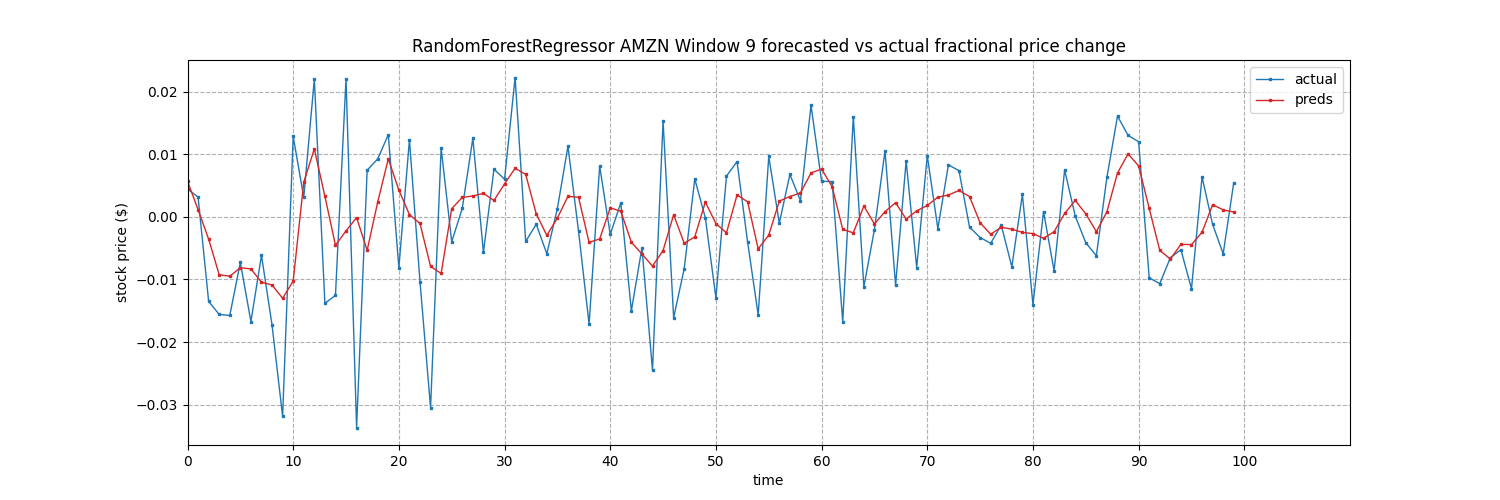 RandomForestRegressor AMZN Window 9 forecasted vs actual fractional price change
actual
preds
stock price ($)
0.02
0.01
0.00
−0.01
−0.02
−0.03
0 10 20 30 40 50 60 70 80 90 100
time